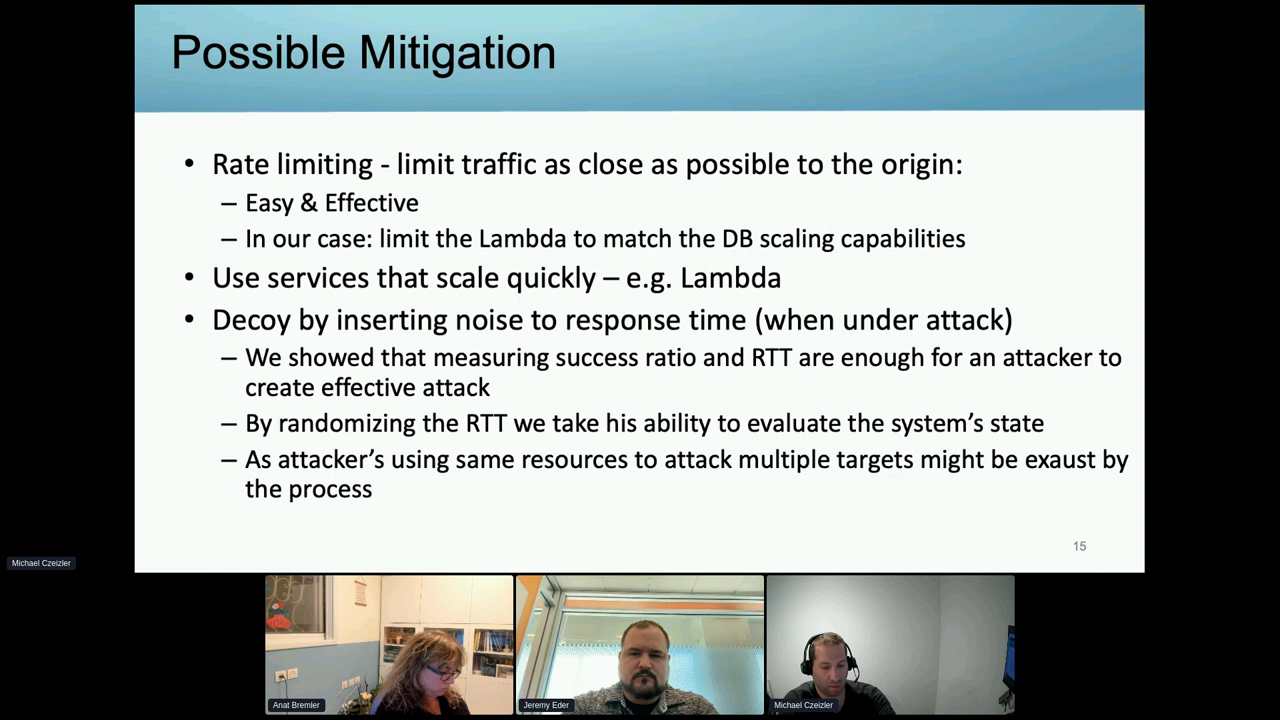 Possible Mitigation
• Rate limiting - limit traffic as close as possible to the origin:
– Easy & Effective
– In our case: limit the Lambda to match the DB scaling capabilities
• Use services that scale quickly – e.g. Lambda
• Decoy by inserting noise to response time (when under attack)
– We showed that measuring success ratio and RTT are enough for an attacker to
create effective attack
– By randomizing the RTT we take his ability to evaluate the system’s state
– As attacker’s using same resources to attack multiple targets might be exaust by
the process
15
Michael Czeizler
Anat Bremler
Jeremy Eder
Michael Czeizler